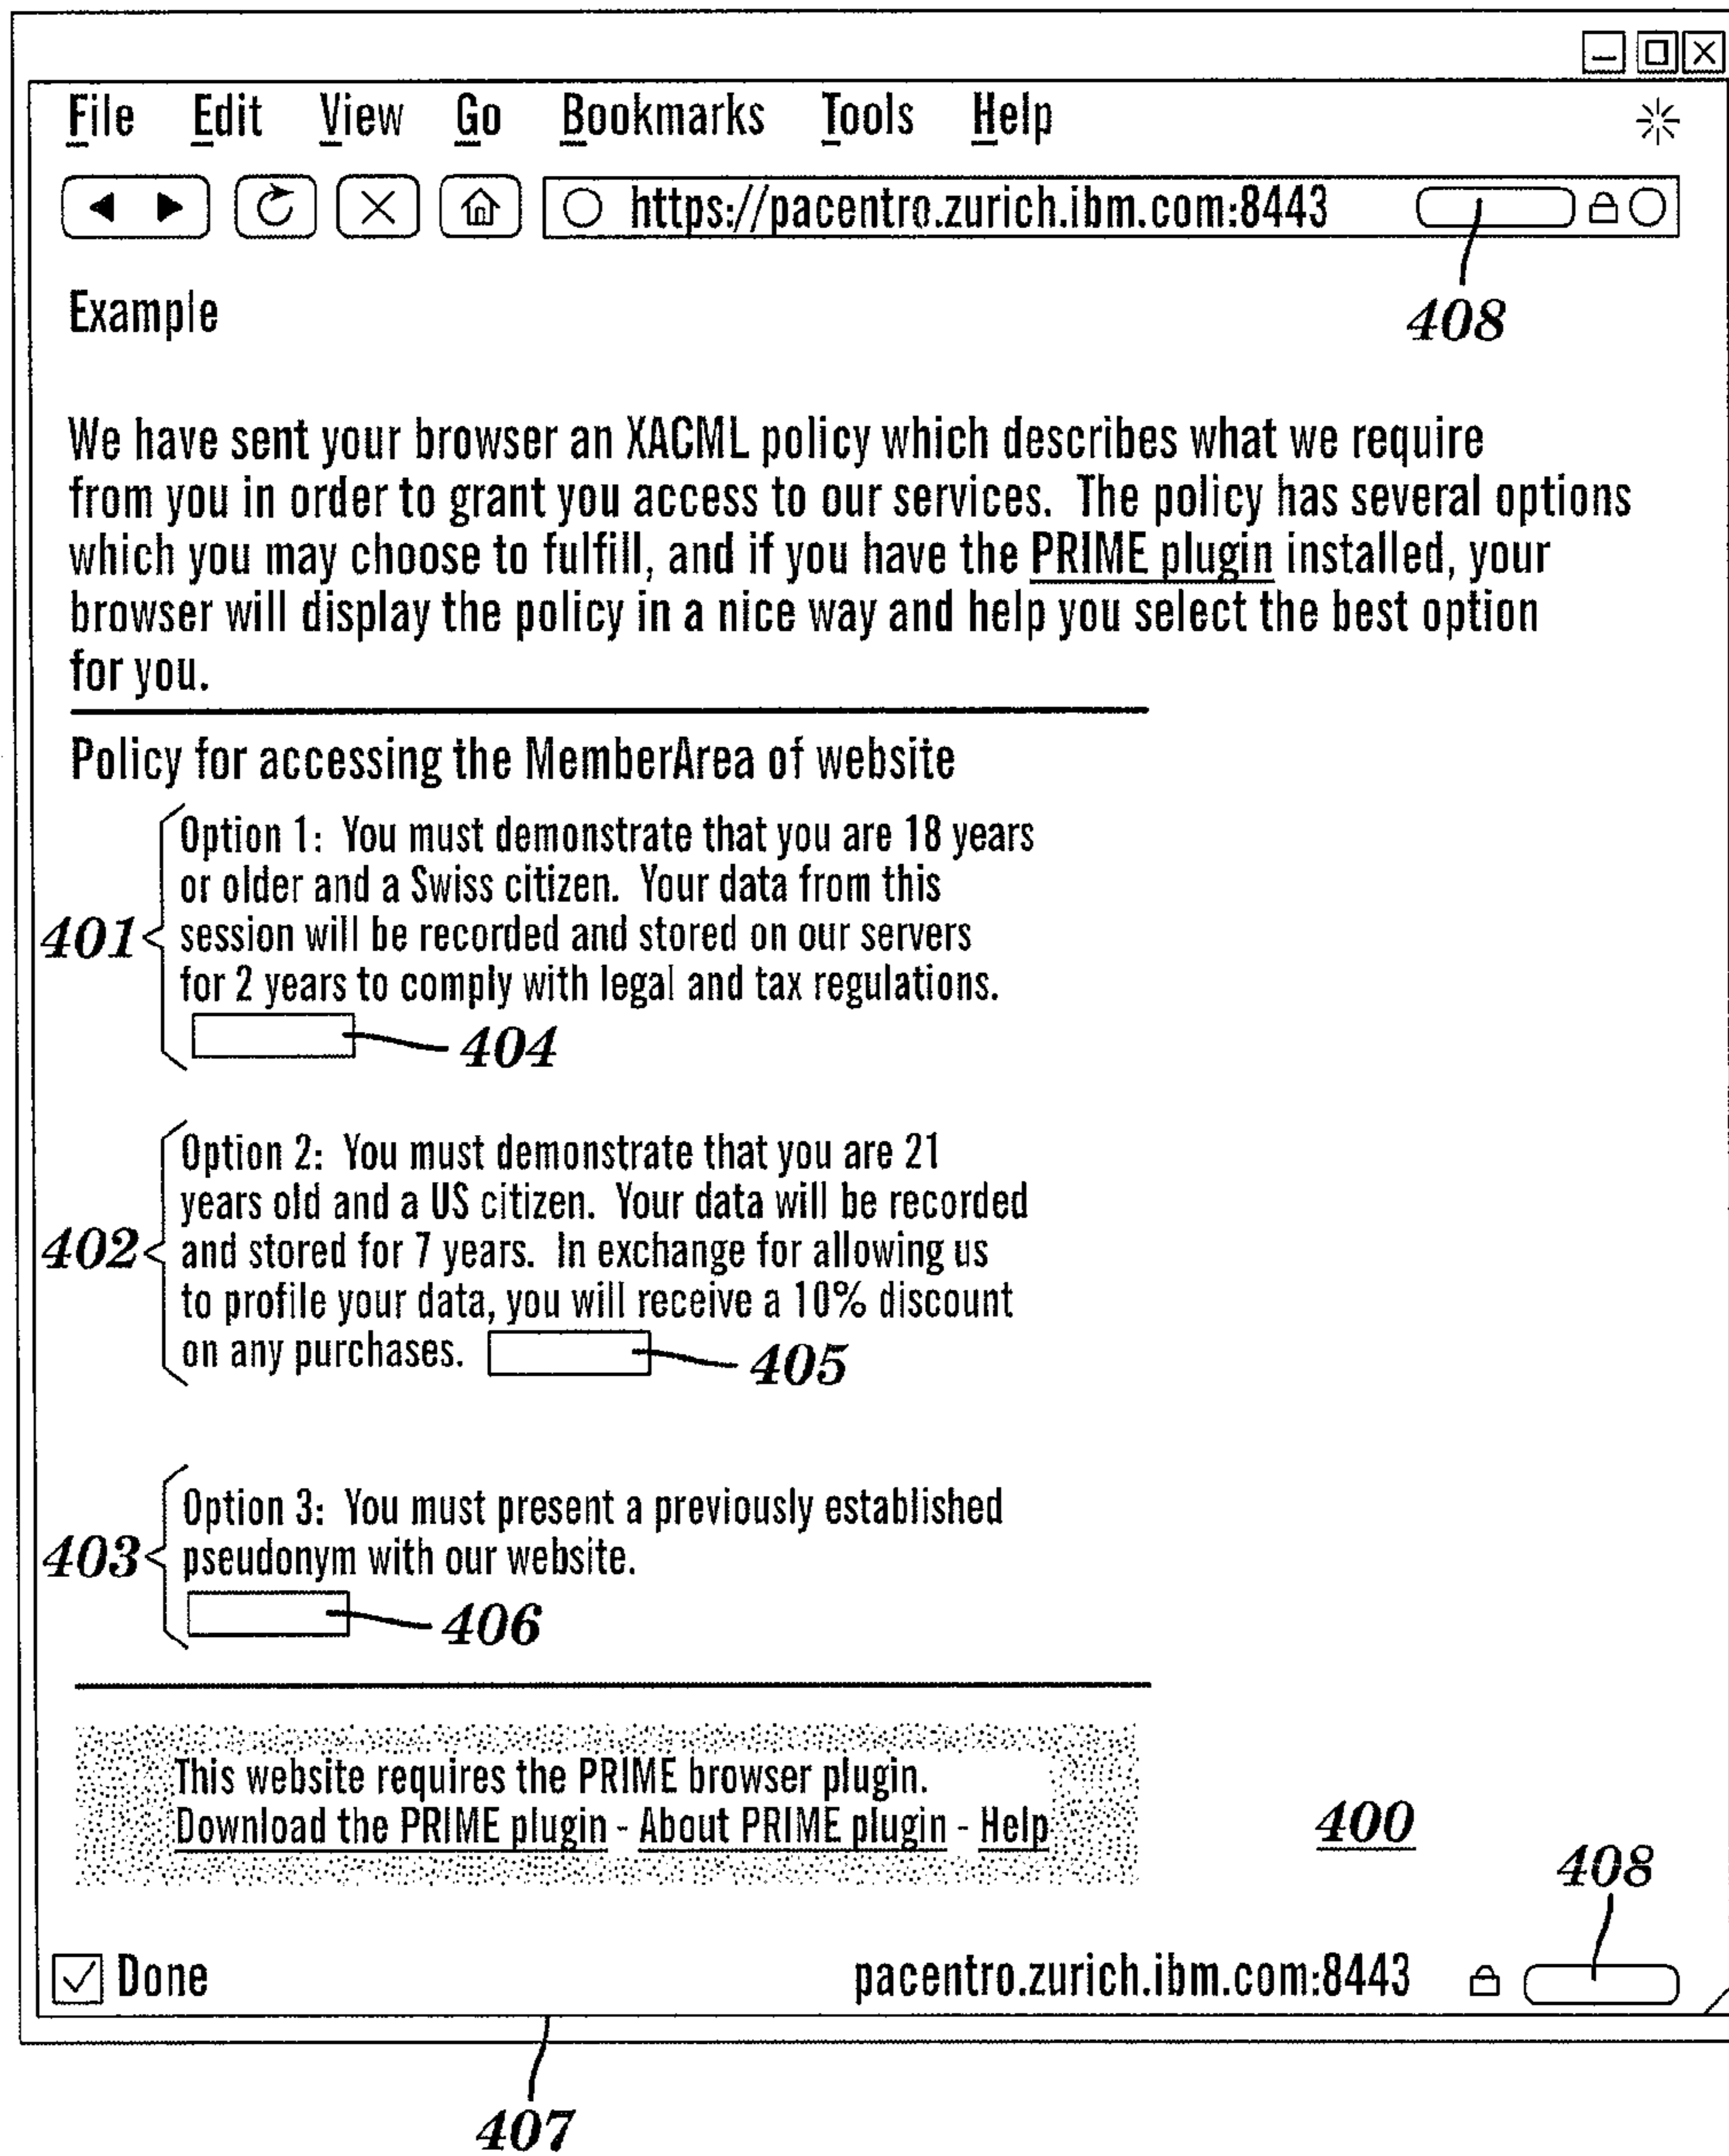 File Edit View Go Bookmarks Tools Help
https://pacentro.zurich.ibm.com:8443
408
Example
We have sent your browser an XACML policy which describes what we require
from you in order to grant you access to our services. The policy has several options
which you may choose to fulfill, and if you have the PRIME plugin installed, your
browser will display the policy in a nice way and help you select the best option
for you.
Policy for accessing the MemberArea of website
Option 1: You must demonstrate that you are 18 years
or older and a Swiss citizen. Your data from this
401 session will be recorded and stored on our servers
for 2 years to comply with legal and tax regulations.
404
Option 2: You must demonstrate that you are 21
years old and a US citizen. Your data will be recorded
402 and stored for 7 years. In exchange for allowing us
to profile your data, you will receive a 10% discount
on any purchases. 405
Option 3: You must present a previously established
403 pseudonym with our website.
406
This website requires the PRIME browser plugin.
Download the PRIME plugin - About PRIME plugin - Help
400
408
Done pacentro.zurich.ibm.com:8443
407